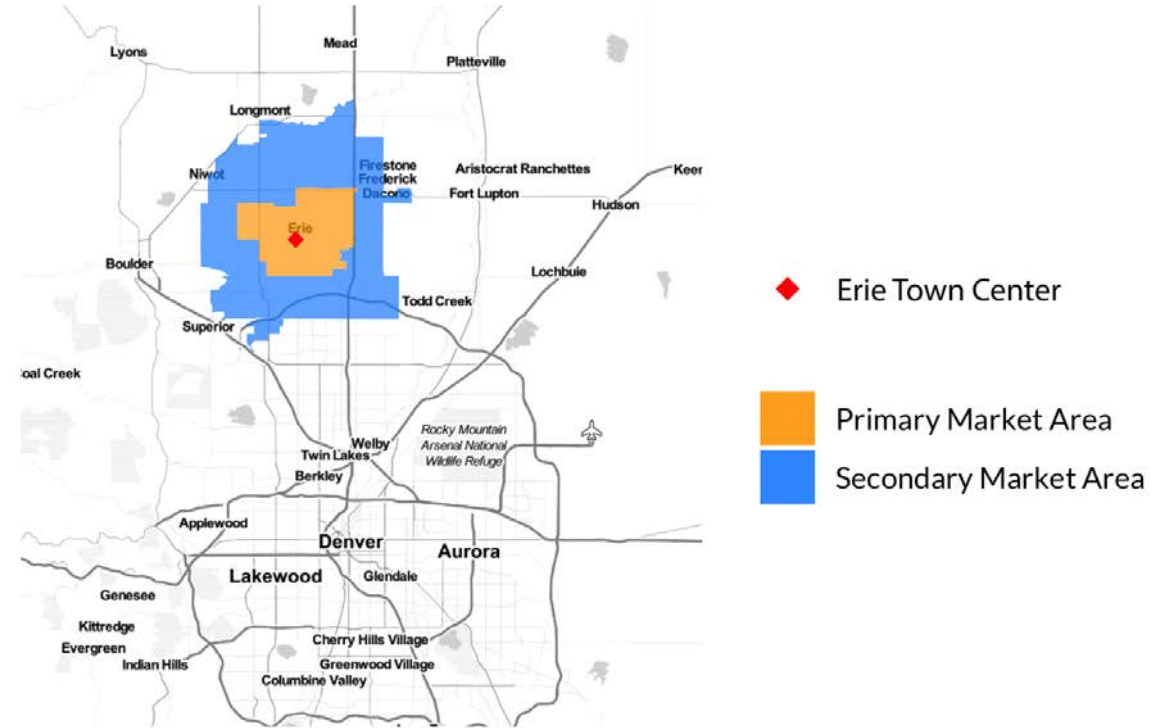 Mead
Lyons
Platteville
Longmont
Firestone
Aristocrat Ranchettes
Keer
Niwot
Frederick
Dacono
Fort Lupton
Hudson
Erie
Boulder
Lochbuie
Todd Creek
Superior
oal Creek
Rocky Mountain
Arsenal National
Wildlife Refuge
Welby
Twin Lakes
Berkley
Applewood
Denver
Aurora
Lakewood
Glendale
Genesee
Kittredge
Evergreen
Indian Hills
Cherry Hills Village
Greenwood Village
Columbine Valley
Erie Town Center
Primary Market Area
Secondary Market Area